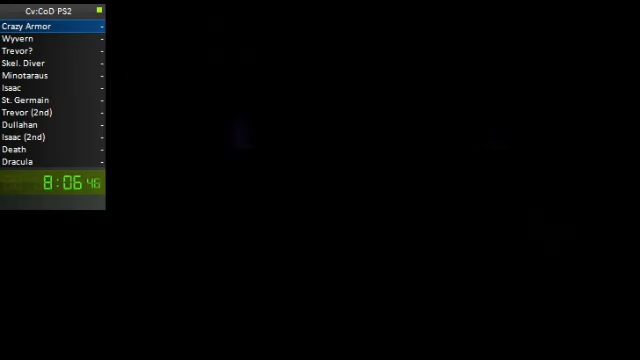 Cv:CoD PS2
Crazy Armor -
Wyvern -
Trevor? -
Skel. Diver -
Minotaraus -
Isaac -
St. Germain -
Trevor (2nd) -
Dullahan -
Isaac (2nd) -
Death -
Dracula -
8:06 46